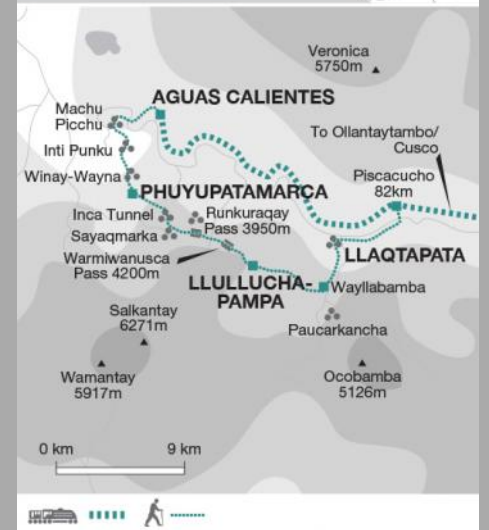 Veronica
5750m
AGUAS CALIENTES
Machu
Picchu
To Ollantaytambo/
Cusco
Inti Punku
Winay-Wayna
Piscacucho
82km
PHUYUPATAMARCA
Inca Tunnel
Runkuraqay
Pass 3950m
Sayaqmarka
LLAQTAPATA
Warmiwanusca
Pass 4200m
LLULLUCHA-
PAMPA
Wayllabamba
Salkantay
6271m
Paucarkancha
Wamantay
5917m
Ocobamba
5126m
0 km
9 km